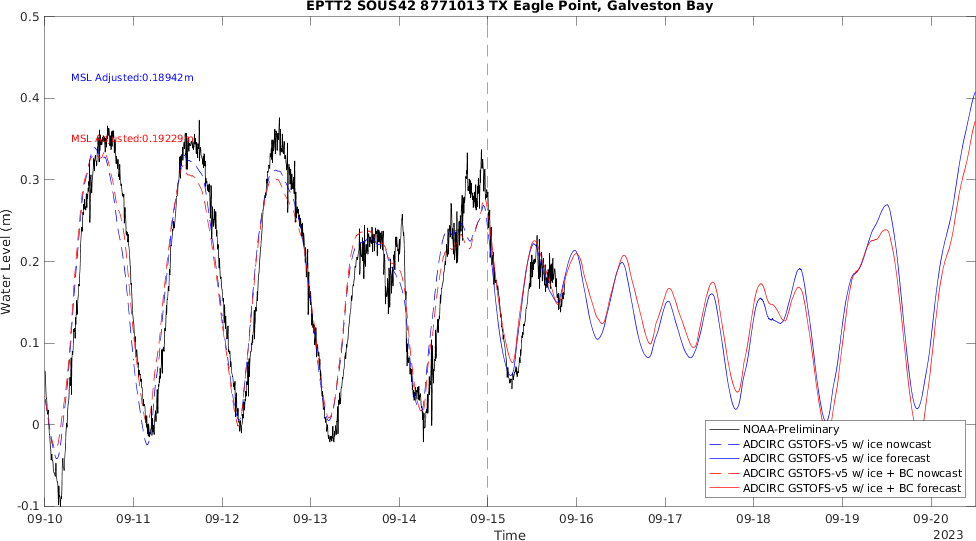 EPTT2 SOUS42 8771013 TX Eagle Point, Galveston Bay
0.5
0.4
0.3
0.2
0.1
0
-0.1
Water Level (m)
MSL Adjusted:0.18942m
MSL Adjusted:0.19229m
NOAA-Preliminary
ADCIRC GSTOFS-v5 w/ ice nowcast
ADCIRC GSTOFS-v5 w/ ice forecast
ADCIRC GSTOFS-v5 w/ ice + BC nowcast
ADCIRC GSTOFS-v5 w/ ice + BC forecast
09-10 09-11 09-12 09-13 09-14 09-15 09-16 09-17 09-18 09-19 09-20
Time
2023